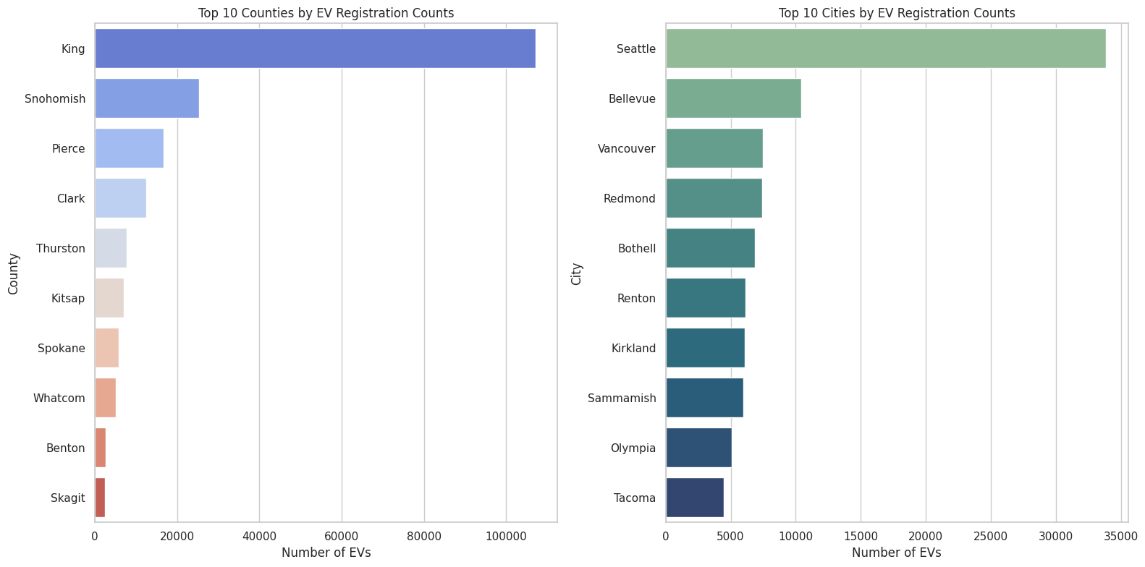 Top 10 Counties by EV Registration Counts
King
Snohomish
Pierce
Clark
Thurston
Kitsap
Spokane
Whatcom
Benton
Skagit
County
0 20000 40000 60000 80000 100000
Number of EVs
Top 10 Cities by EV Registration Counts
Seattle
Bellevue
Vancouver
Redmond
Bothell
Renton
Kirkland
Sammamish
Olympia
Tacoma
City
0 5000 10000 15000 20000 25000 30000 35000
Number of EVs